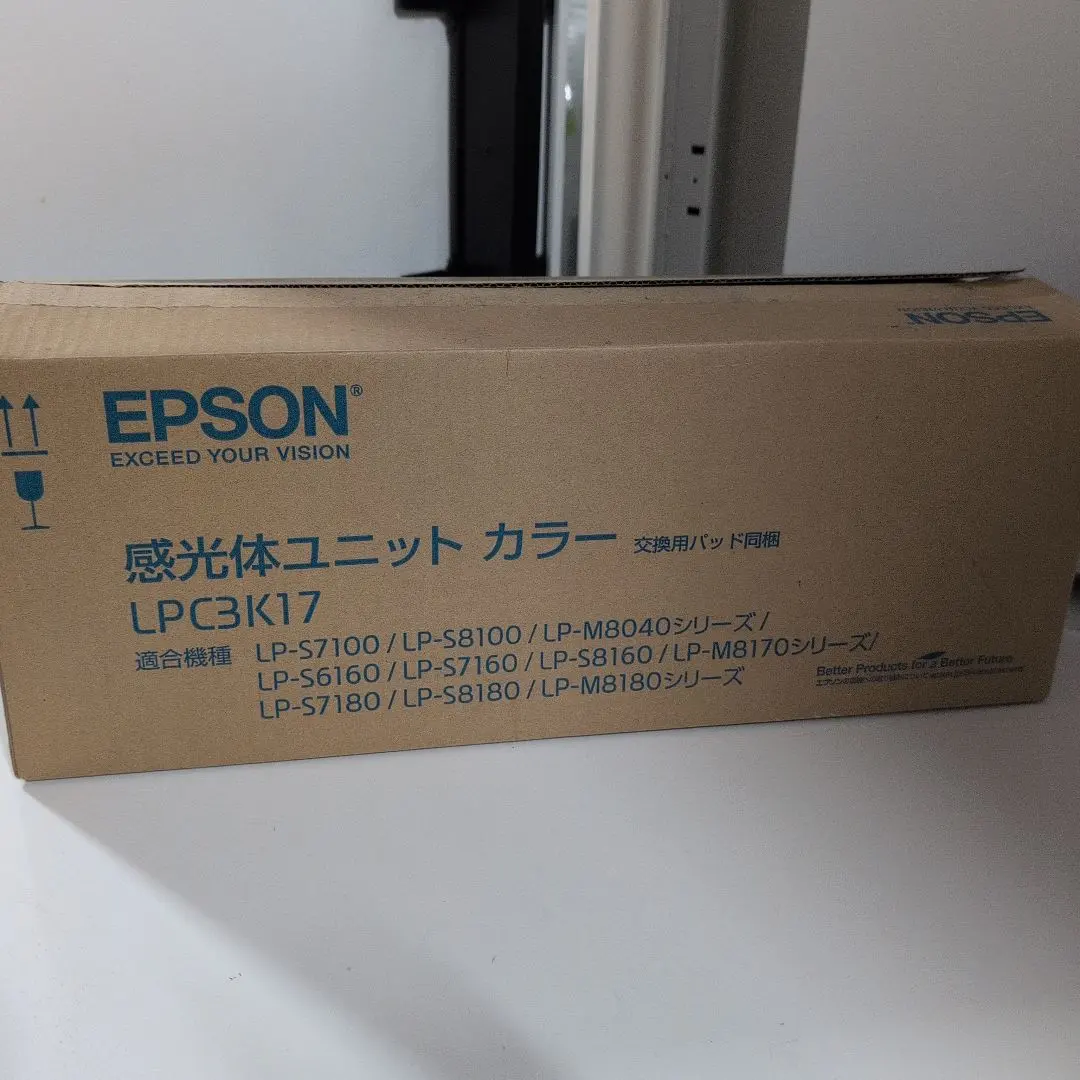 EPSON
EPSON®
EXCEED YOUR VISION
感光体ユニット カラー 交換用パッド同梱
LPC3K17
適合機種 LP-S7100 / LP-S8100 / LP-M8040シリーズ /
LP-S6160 / LP-S7160 / LP-S8160 / LP-M8170シリーズ/
LP-S7180 / LP-S8180 / LP-M8180シリーズ
Better Products for a Better Future